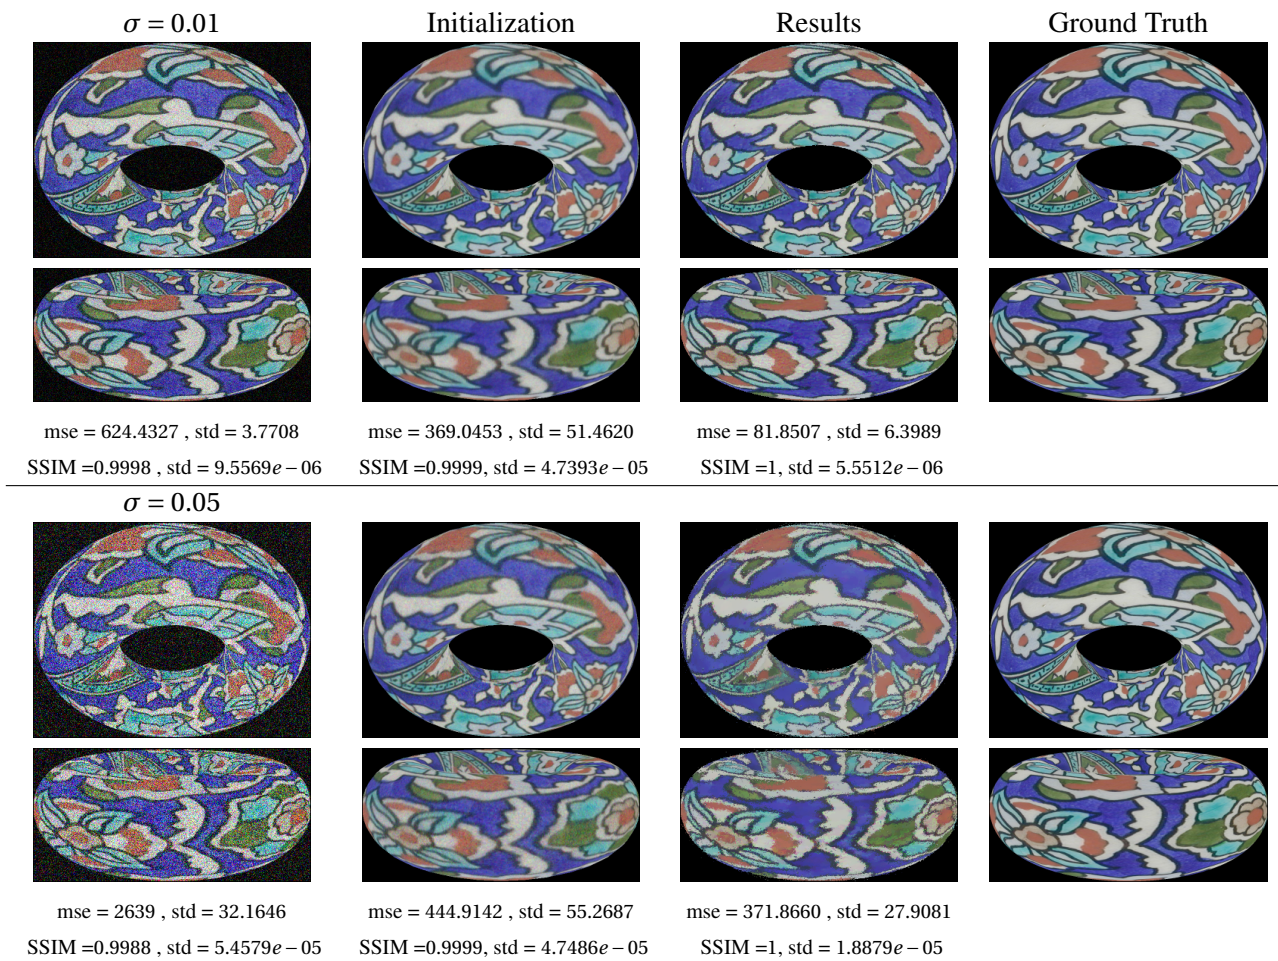 σ = 0.01 Initialization Results Ground Truth
mse = 624.4327 , std = 3.7708 mse = 369.0453 , std = 51.4620 mse = 81.8507 , std = 6.3989
SSIM =0.9998 , std = 9.5569e − 06 SSIM =0.9999, std = 4.7393e − 05 SSIM =1, std = 5.5512e − 06
σ = 0.05
mse = 2639 , std = 32.1646 mse = 444.9142 , std = 55.2687 mse = 371.8660 , std = 27.9081
SSIM =0.9988 , std = 5.4579e − 05 SSIM =0.9999, std = 4.7486e − 05 SSIM =1, std = 1.8879e − 05